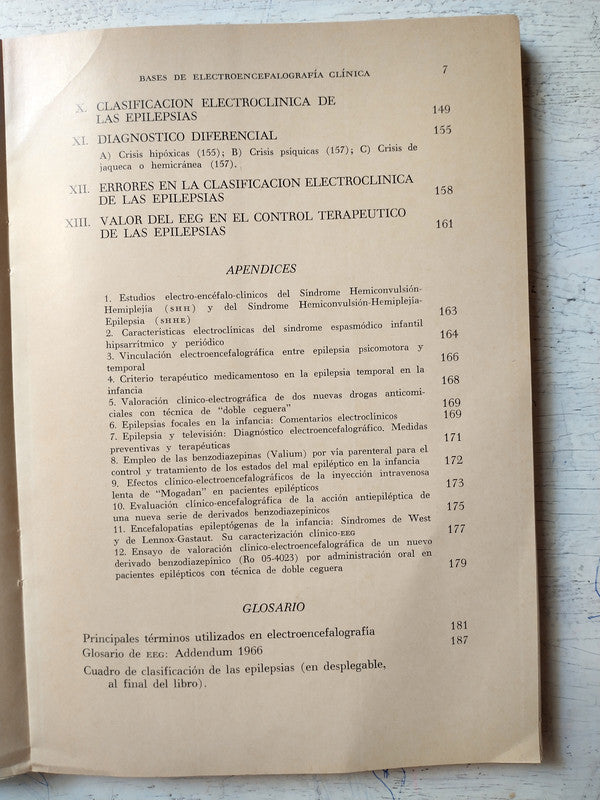 BASES DE ELECTROENCEFALOGRAFÍA CLÍNICA 7
X. CLASIFICACION ELECTROCLINICA DE
LAS EPILEPSIAS 149
XI. DIAGNOSTICO DIFERENCIAL 155
A) Crisis hipóxicas (155); B) Crisis psíquicas (157); C) Crisis de
jaqueca o hemicránea (157).
XII. ERRORES EN LA CLASIFICACION ELECTROCLINICA
DE LAS EPILEPSIAS 158
XIII. VALOR DEL EEG EN EL CONTROL TERAPEUTICO
DE LAS EPILEPSIAS 161
APENDICES
1. Estudios electro-encéfalo-clínicos del Síndrome Hemiconvulsión-
Hemiplejía (SHH) y del Síndrome Hemiconvulsión-Hemiplejía-
Epilepsia (SHHE) 163
2. Características electroclínicas del síndrome espasmódico infantil
hipsarrítmico y periódico 164
3. Vinculación electroencefalográfica entre epilepsia psicomotora y
temporal 166
4. Criterio terapéutico medicamentoso en la epilepsia temporal en la
infancia 168
5. Valoración clínico-electrográfica de dos nuevas drogas anticomi-
ciales con técnica de "doble ceguera" 169
6. Epilepsias focales en la infancia: Comentarios electroclínicos 169
7. Epilepsia y televisión: Diagnóstico electroencefalográfico. Medidas
preventivas y terapéuticas 171
8. Empleo de las benzodiazepinas (Valium) por vía parenteral para el
control y tratamiento de los estados del mal epiléptico en la infancia 172
9. Efectos clínico-electroencefalográficos de la inyección intravenosa
lenta de "Mogadan" en pacientes epilépticos 173
10. Evaluación clínico-encefalográfica de la acción antiepiléptica de
una nueva serie de derivados benzodiazepínicos 175
11. Encefalopatías epileptógenas de la infancia: Síndromes de West
y de Lennox-Gastaut. Su caracterización clínico-EEG 177
12. Ensayo de valoración clínico-electroencefalográfica de un nuevo
derivado benzodiazepínico (Ro 05-4023) por administración oral en
pacientes epilépticos con técnica de doble ceguera 179
GLOSARIO
Principales términos utilizados en electroencefalografía 181
Glosario de EEG: Addendum 1966 187
Cuadro de clasificación de las epilepsias (en desplegable,
al final del libro).